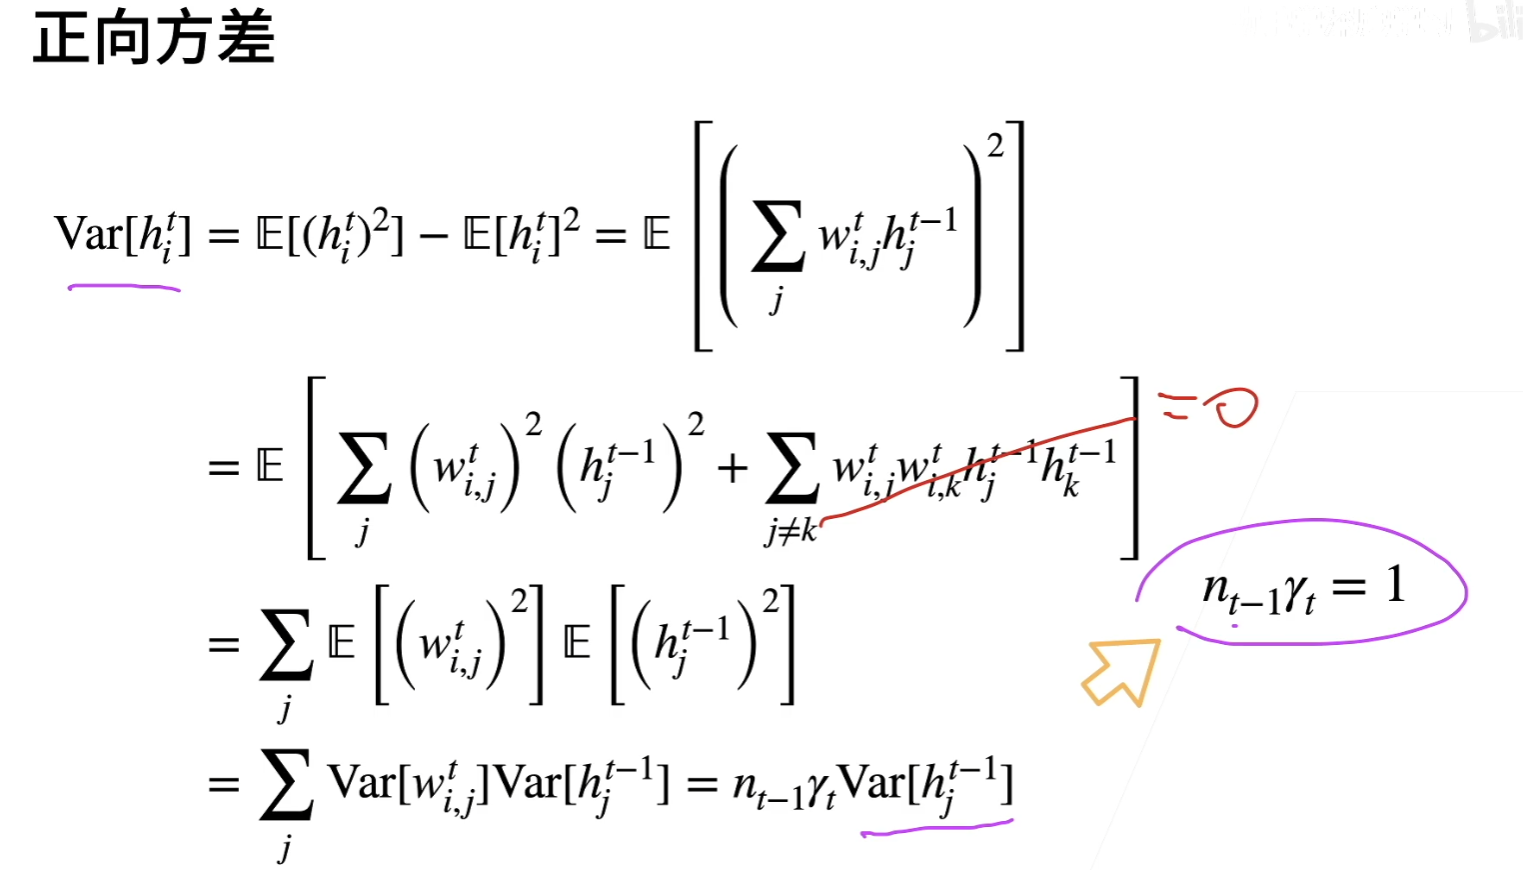 正向方差
bili
Var[h_i^t] = 𝔼[(h_i^t)^2] − 𝔼[h_i^t]^2 = 𝔼 [ ( ∑_j w_{i,j}^t h_j^{t−1} )^2 ]
= 𝔼 [ ∑_j (w_{i,j}^t)^2 (h_j^{t−1})^2 + ∑_{j≠k} w_{i,j}^t w_{i,k}^t h_j^{t−1} h_k^{t−1} ] =0
n_{t−1}γ_t = 1
= ∑_j 𝔼 [ (w_{i,j}^t)^2 ] 𝔼 [ (h_j^{t−1})^2 ]
= ∑_j Var[w_{i,j}^t]Var[h_j^{t−1}] = n_{t−1}γ_tVar[h_j^{t−1}]